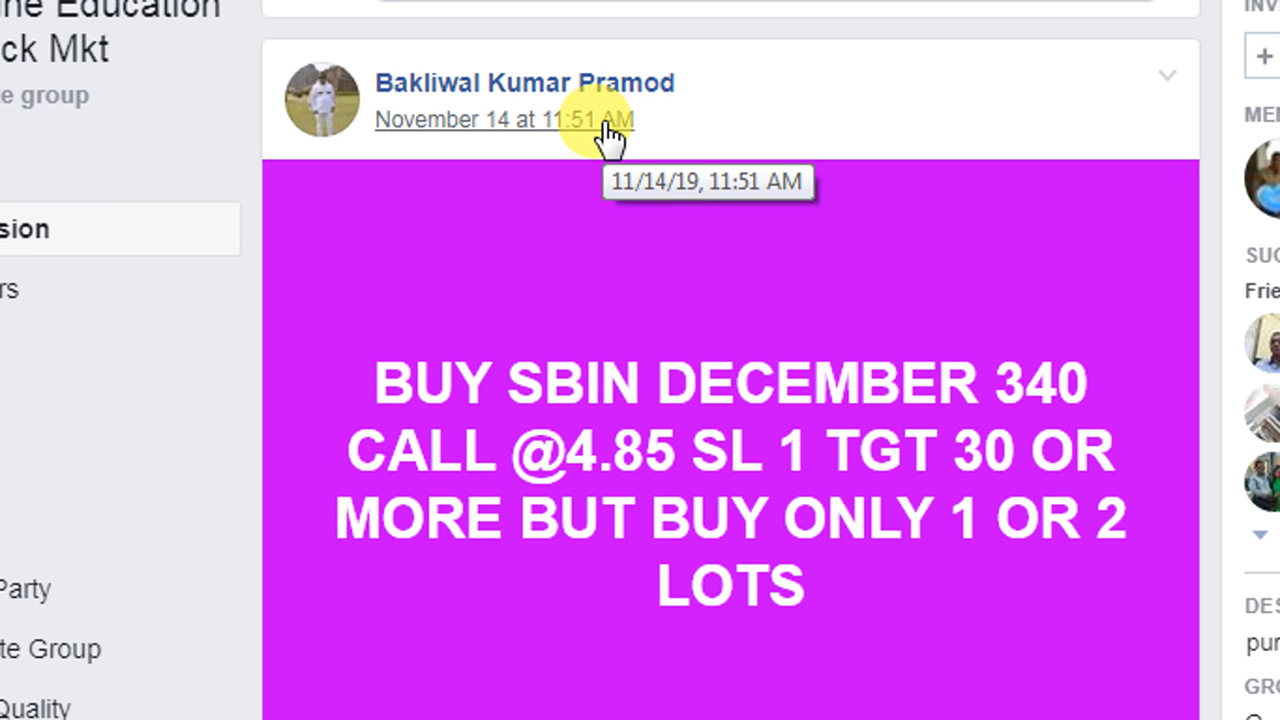 ne Education
ck Mkt
e group
sion
rs
Party
te Group
Quality
Bakliwal Kumar Pramod
November 14 at 11:51 AM
11/14/19, 11:51 AM
BUY SBIN DECEMBER 340
CALL @4.85 SL 1 TGT 30 OR
MORE BUT BUY ONLY 1 OR 2
LOTS
INV
+
MEI
SUG
Frie
DES
pur
GRO